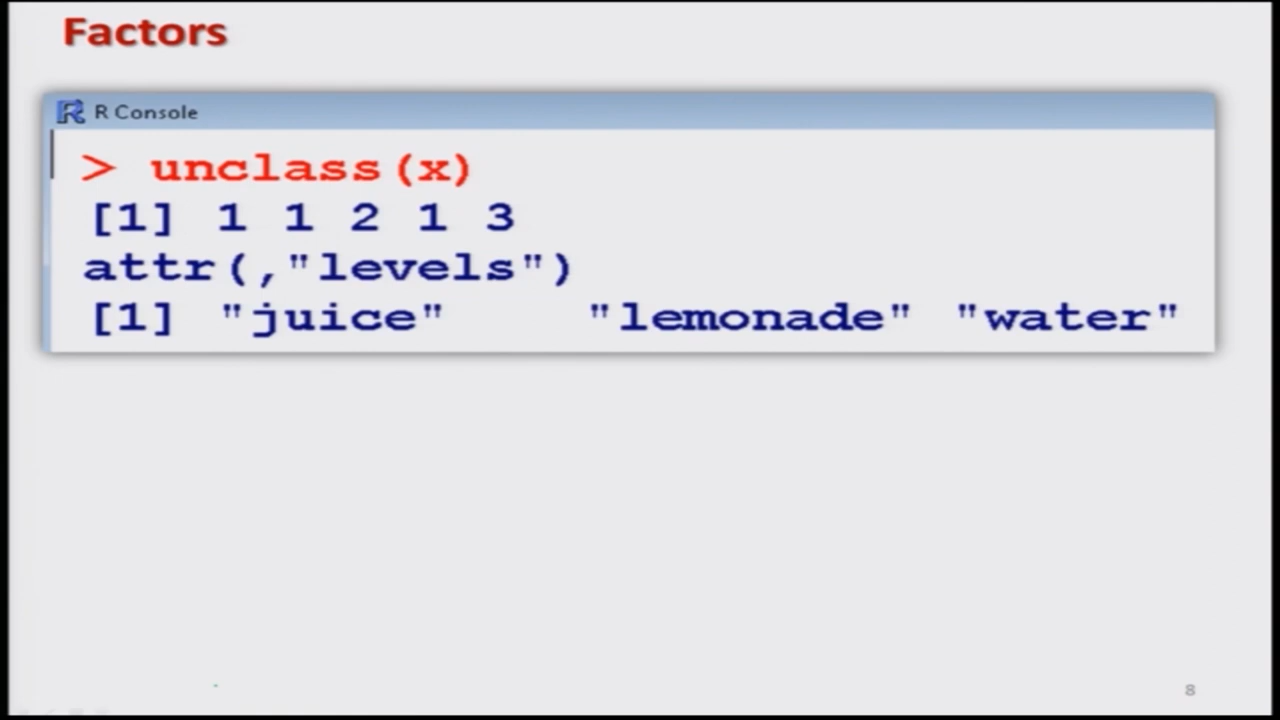 Factors
R Console
> unclass(x)
[1] 1 1 2 1 3
attr(,"levels")
[1] "juice" "lemonade" "water"
8